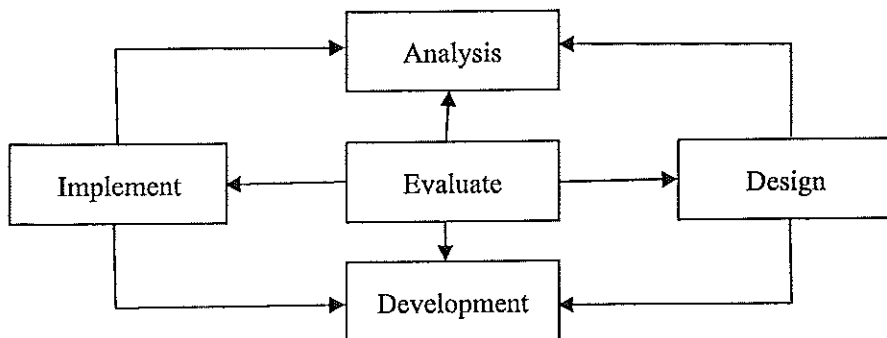 Analysis
Implement
Evaluate
Design
Development